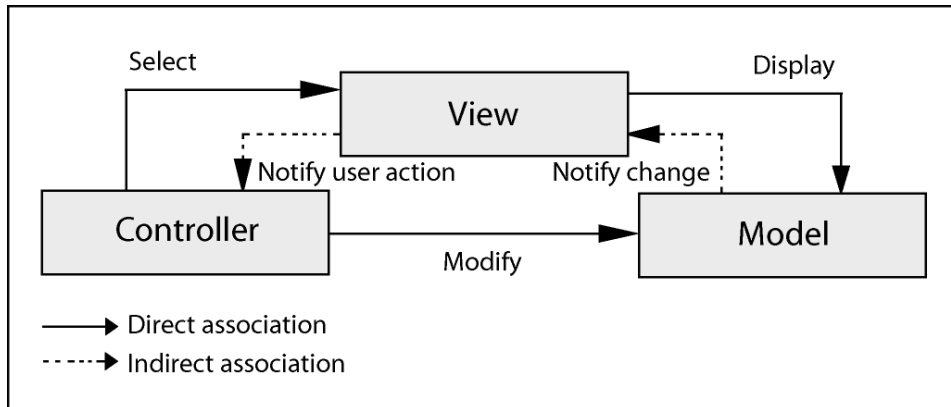 Select
Display
View
Notify user action
Notify change
Controller
Model
Modify
Direct association
Indirect association